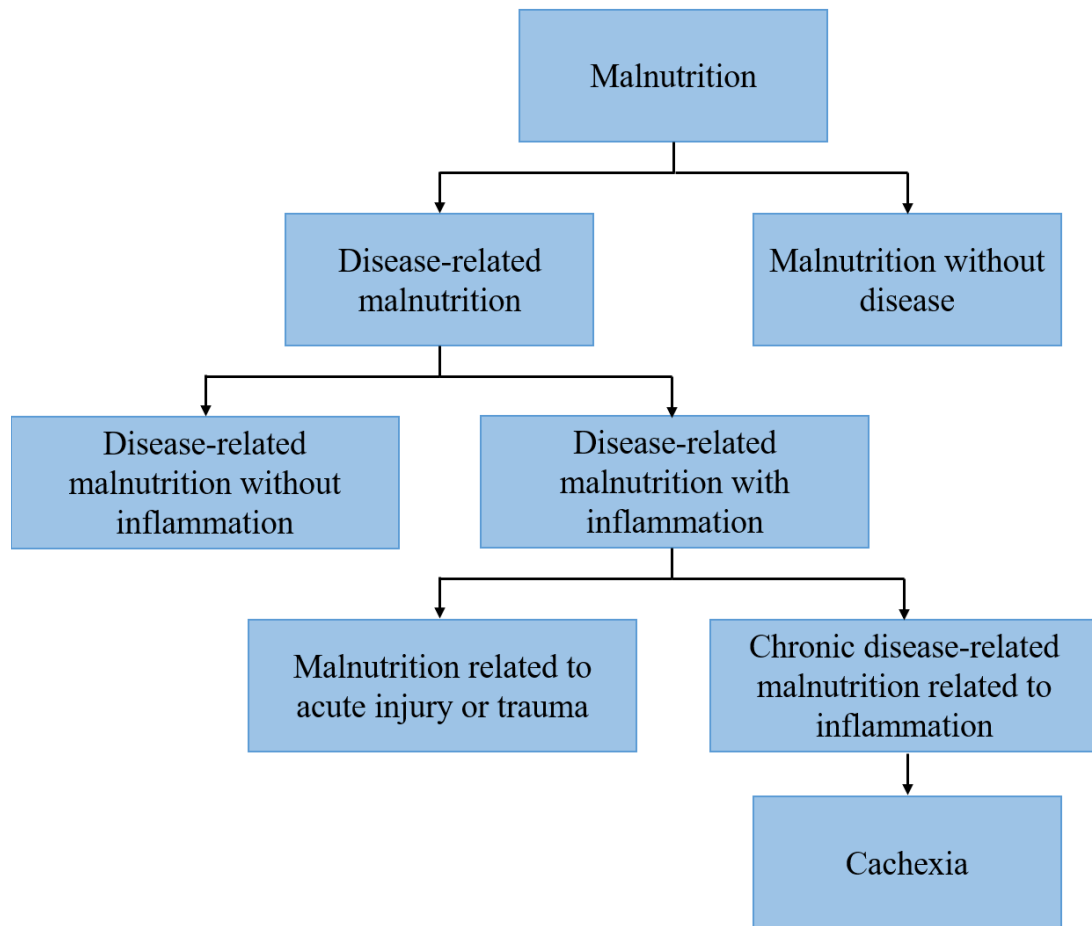 Malnutrition
Disease-related
malnutrition
Malnutrition without
disease
Disease-related
malnutrition without
inflammation
Disease-related
malnutrition with
inflammation
Malnutrition related to
acute injury or trauma
Chronic disease-related
malnutrition related to
inflammation
Cachexia